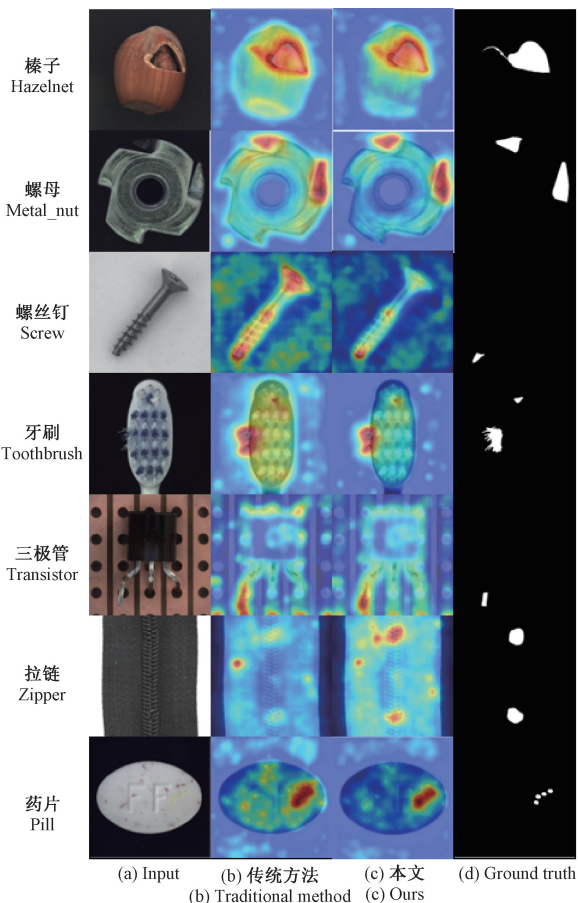 榛子
Hazelnet
螺母
Metal_nut
螺丝钉
Screw
牙刷
Toothbrush
三极管
Transistor
拉链
Zipper
药片
Pill
FF
(a) Input
(b) 传统方法
(c) 本文
(d) Ground truth
(b) Traditional method
(c) Ours